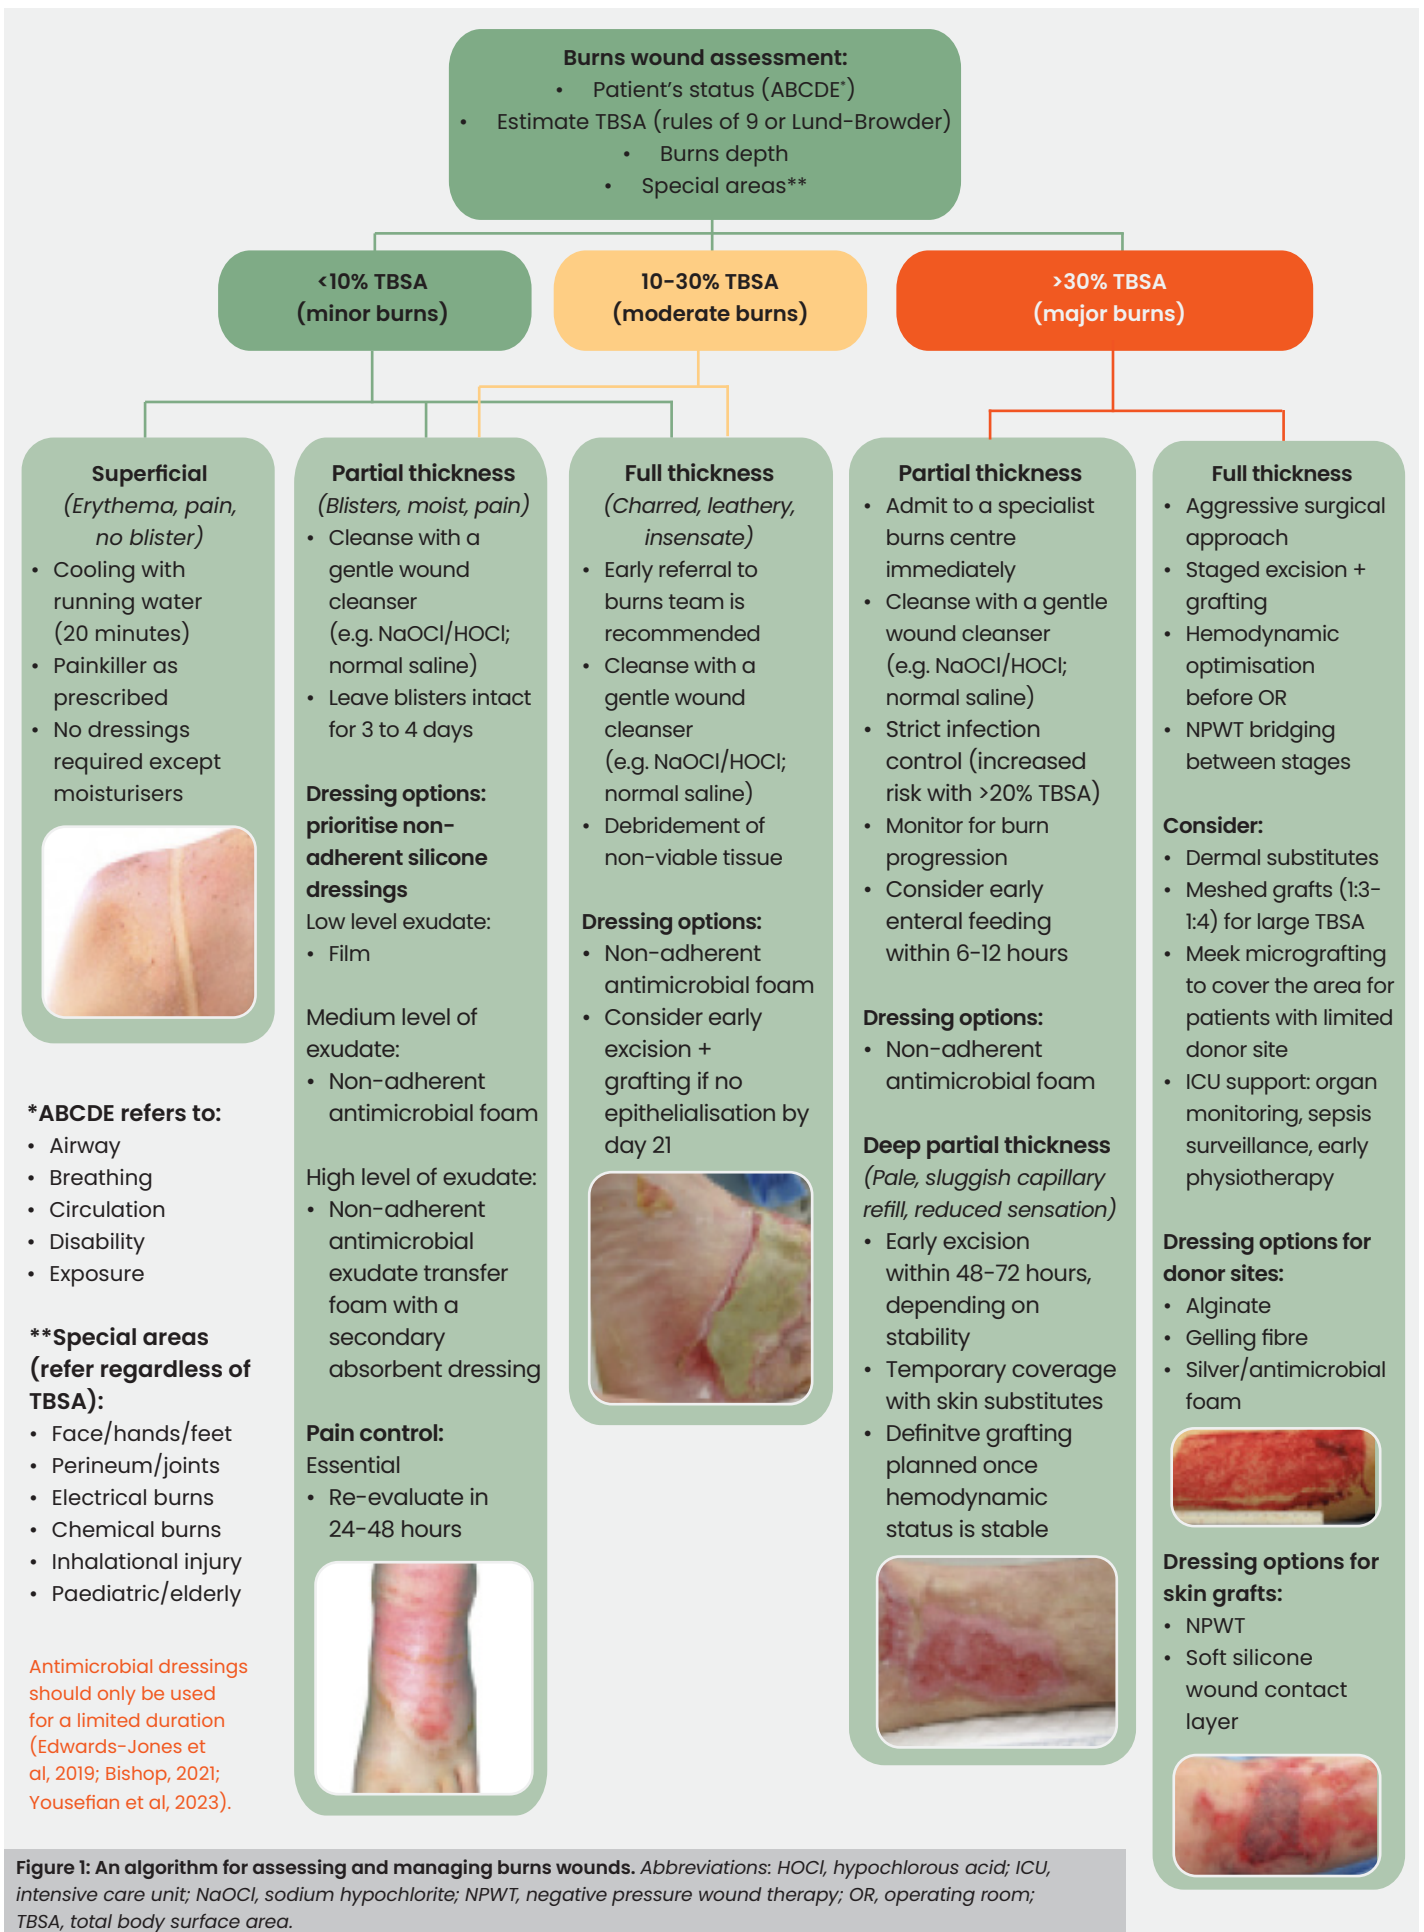 Burns wound assessment:
• Patient's status (ABCDE*)
• Estimate TBSA (rules of 9 or Lund-Browder)
• Burns depth
• Special areas**
<10% TBSA
(minor burns)
10-30% TBSA
(moderate burns)
>30% TBSA
(major burns)
Superficial
(Erythema, pain,
no blister)
• Cooling with
running water
(20 minutes)
• Painkiller as
prescribed
• No dressings
required except
moisturisers
Partial thickness
(Blisters, moist, pain)
• Cleanse with a
gentle wound
cleanser
(e.g. NaOCl/HOCl;
normal saline)
• Leave blisters intact
for 3 to 4 days
Dressing options:
prioritise non-
adherent silicone
dressings
Low level exudate:
• Film
Medium level of
exudate:
• Non-adherent
antimicrobial foam
High level of exudate:
• Non-adherent
antimicrobial
exudate transfer
foam with a
secondary
absorbent dressing
Pain control:
Essential
• Re-evaluate in
24-48 hours
Full thickness
(Charred, leathery,
insensate)
• Early referral to
burns team is
recommended
• Cleanse with a
gentle wound
cleanser
(e.g. NaOCl/HOCl;
normal saline)
• Debridement of
non-viable tissue
Dressing options:
• Non-adherent
antimicrobial foam
• Consider early
excision +
grafting if no
epithelialisation by
day 21
Partial thickness
• Admit to a specialist
burns centre
immediately
• Cleanse with a gentle
wound cleanser
(e.g. NaOCl/HOCl;
normal saline)
• Strict infection
control (increased
risk with >20% TBSA)
• Monitor for burn
progression
• Consider early
enteral feeding
within 6-12 hours
Dressing options:
• Non-adherent
antimicrobial foam
Deep partial thickness
(Pale, sluggish capillary
refill, reduced sensation)
• Early excision
within 48-72 hours,
depending on
stability
• Temporary coverage
with skin substitutes
• Definitve grafting
planned once
hemodynamic
status is stable
Full thickness
• Aggressive surgical
approach
• Staged excision +
grafting
• Hemodynamic
optimisation
before OR
• NPWT bridging
between stages
Consider:
• Dermal substitutes
• Meshed grafts (1:3-
1:4) for large TBSA
• Meek micrografting
to cover the area for
patients with limited
donor site
• ICU support: organ
monitoring, sepsis
surveillance, early
physiotherapy
Dressing options for
donor sites:
• Alginate
• Gelling fibre
• Silver/antimicrobial
foam
Dressing options for
skin grafts:
• NPWT
• Soft silicone
wound contact
layer
*ABCDE refers to:
• Airway
• Breathing
• Circulation
• Disability
• Exposure
**Special areas
(refer regardless of
TBSA):
• Face/hands/feet
• Perineum/joints
• Electrical burns
• Chemical burns
• Inhalational injury
• Paediatric/elderly
Antimicrobial dressings
should only be used
for a limited duration
(Edwards-Jones et
al, 2019; Bishop, 2021;
Yousefian et al, 2023).
Figure 1: An algorithm for assessing and managing burns wounds. Abbreviations: HOCl, hypochlorous acid; ICU,
intensive care unit; NaOCl, sodium hypochlorite; NPWT, negative pressure wound therapy; OR, operating room;
TBSA, total body surface area.